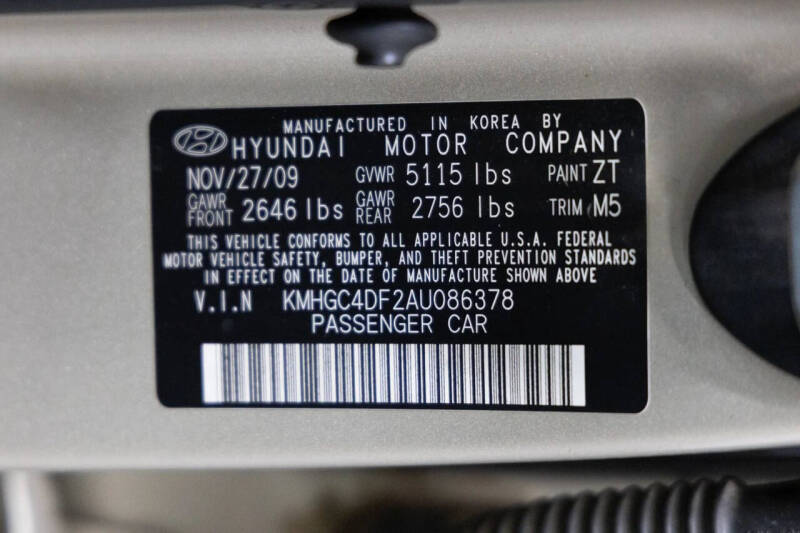 MANUFACTURED IN KOREA BY
HYUNDAI MOTOR COMPANY
NOV/27/09 GVWR 5115 lbs PAINT ZT
GAWR FRONT 2646 lbs GAWR REAR 2756 lbs TRIM M5
THIS VEHICLE CONFORMS TO ALL APPLICABLE U.S.A. FEDERAL
MOTOR VEHICLE SAFETY, BUMPER, AND THEFT PREVENTION STANDARDS
IN EFFECT ON THE DATE OF MANUFACTURE SHOWN ABOVE
V.I.N KMHGC4DF2AU086378
PASSENGER CAR